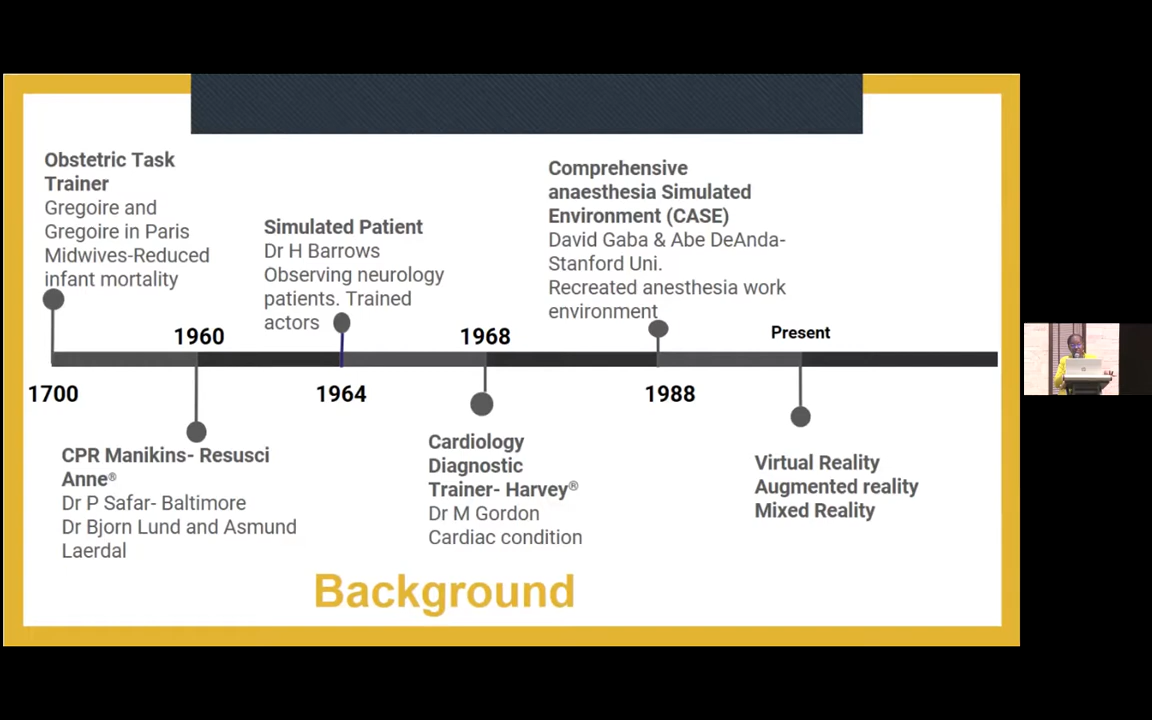 Obstetric Task
Trainer
Gregoire and
Gregoire in Paris
Midwives-Reduced
infant mortality
Simulated Patient
Dr H Barrows
Observing neurology
patients. Trained
actors
Comprehensive
anaesthesia Simulated
Environment (CASE)
David Gaba & Abe DeAnda-
Stanford Uni.
Recreated anesthesia work
environment
1960
1968
Present
1700
1964
1988
CPR Manikins- Resusci
Anne®
Dr P Safar- Baltimore
Dr Bjorn Lund and Asmund
Laerdal
Cardiology
Diagnostic
Trainer- Harvey®
Dr M Gordon
Cardiac condition
Virtual Reality
Augmented reality
Mixed Reality
Background